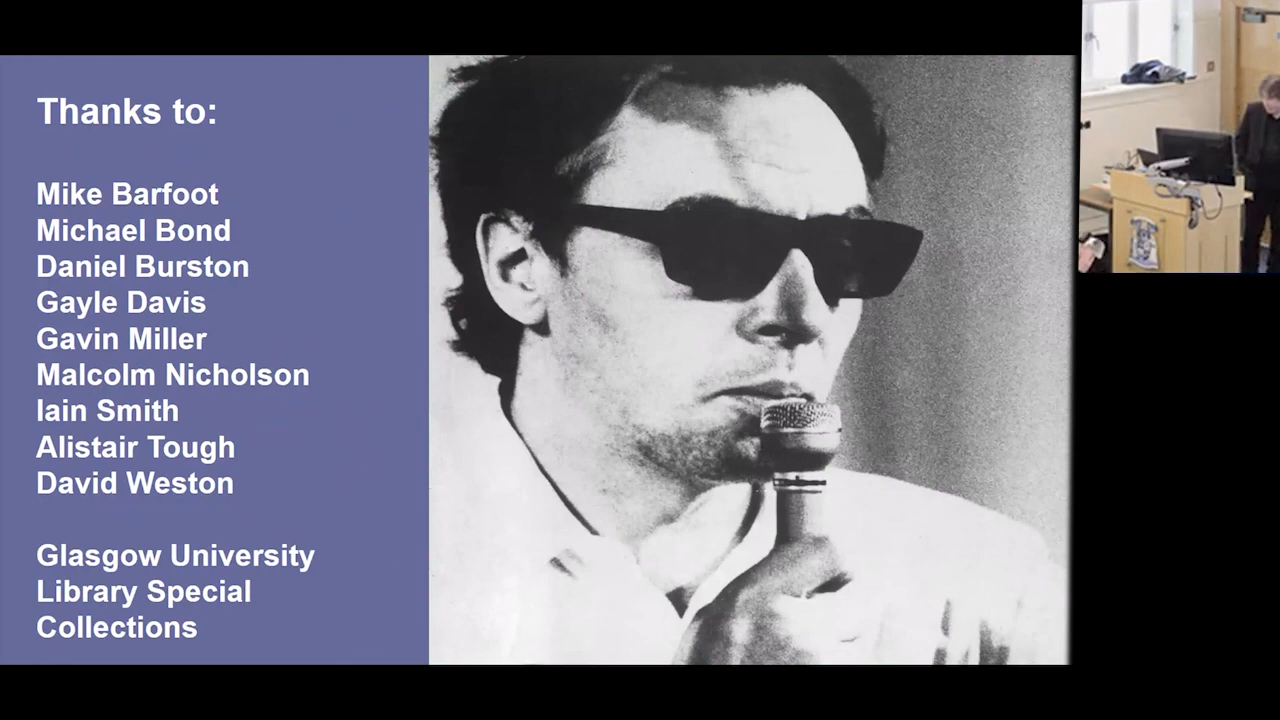 Thanks to:
Mike Barfoot
Michael Bond
Daniel Burston
Gayle Davis
Gavin Miller
Malcolm Nicholson
Iain Smith
Alistair Tough
David Weston
Glasgow University
Library Special
Collections